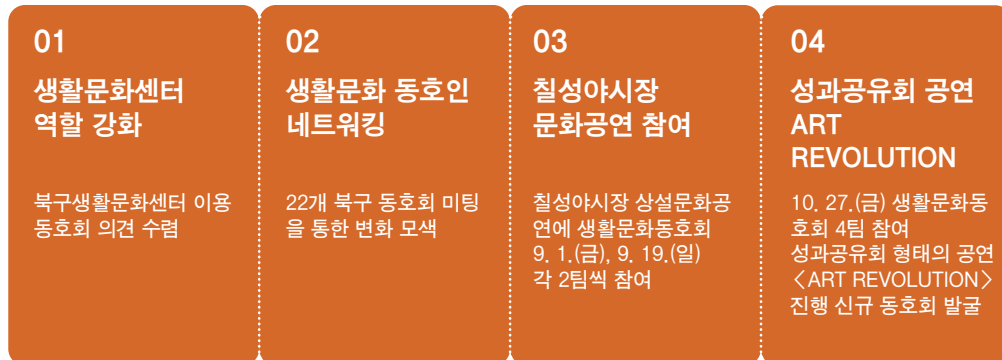 01
생활문화센터
역할 강화
북구생활문화센터 이용
동호회 의견 수렴
02
생활문화 동호인
네트워킹
22개 북구 동호회 미팅
을 통한 변화 모색
03
칠성야시장
문화공연 참여
칠성야시장 상설문화공
연에 생활문화동호회
9. 1.(금), 9. 19.(일)
각 2팀씩 참여
04
성과공유회 공연
ART
REVOLUTION
10. 27.(금) 생활문화동
호회 4팀 참여
성과공유회 형태의 공연
〈ART REVOLUTION〉
진행 신규 동호회 발굴